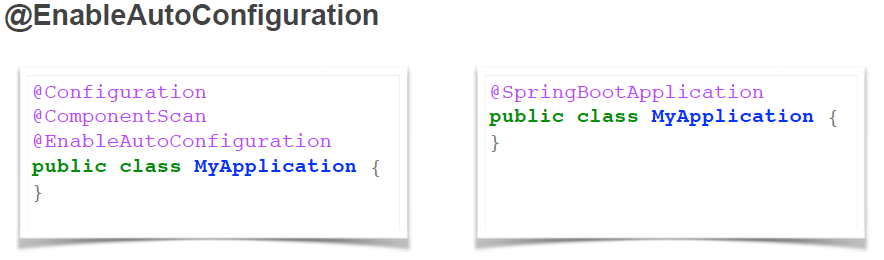 @EnableAutoConfiguration
@Configuration
@ComponentScan
@EnableAutoConfiguration
public class MyApplication {
}
@SpringBootApplication
public class MyApplication {
}